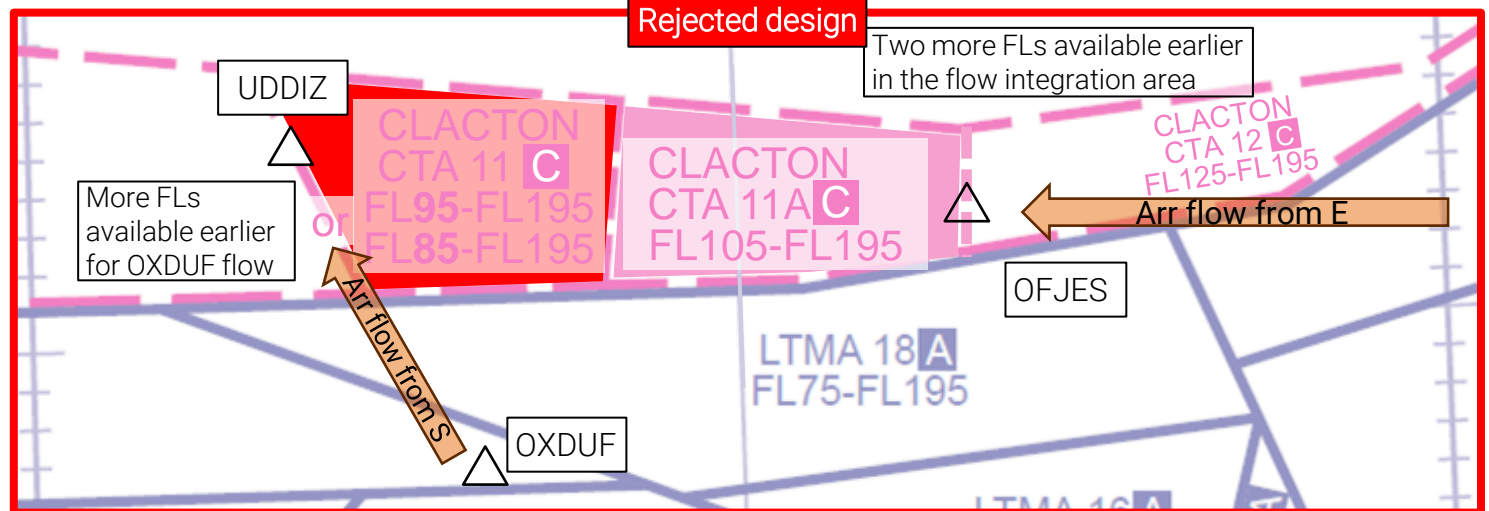 Rejected design
Two more FLs available earlier
in the flow integration area
UDDIZ
CLACTON
CTA 11 C
FL95-FL195
or
FL85-FL195
CLACTON
CTA 11A C
FL105-FL195
CLACTON
CTA 12 C
FL125-FL195
More FLs
available earlier
for OXDUF flow
Arr flow from E
Arr flow from S
OFJES
LTMA 18 A
FL75-FL195
OXDUF
LTMA 16 A